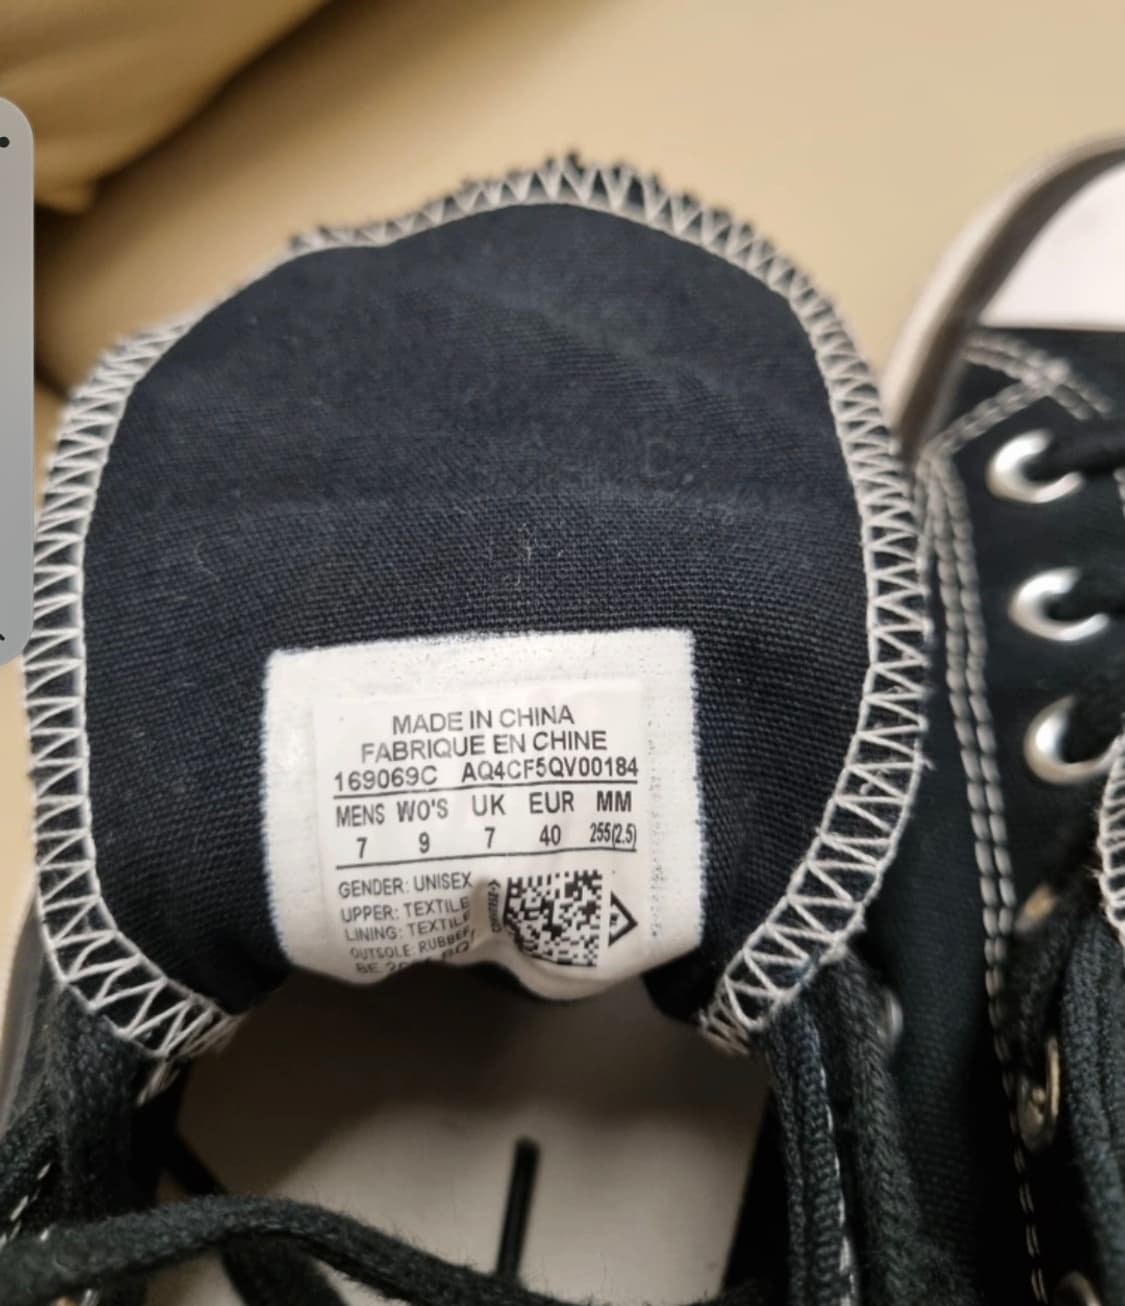 MADE IN CHINA
FABRIQUE EN CHINE
169069C AQ4CF5QV00184
MENS WO'S UK EUR MM
7 9 7 40 255(2.5)
GENDER: UNISEX
UPPER: TEXTILE
LINING: TEXTILE
OUTSOLE: RUBBER